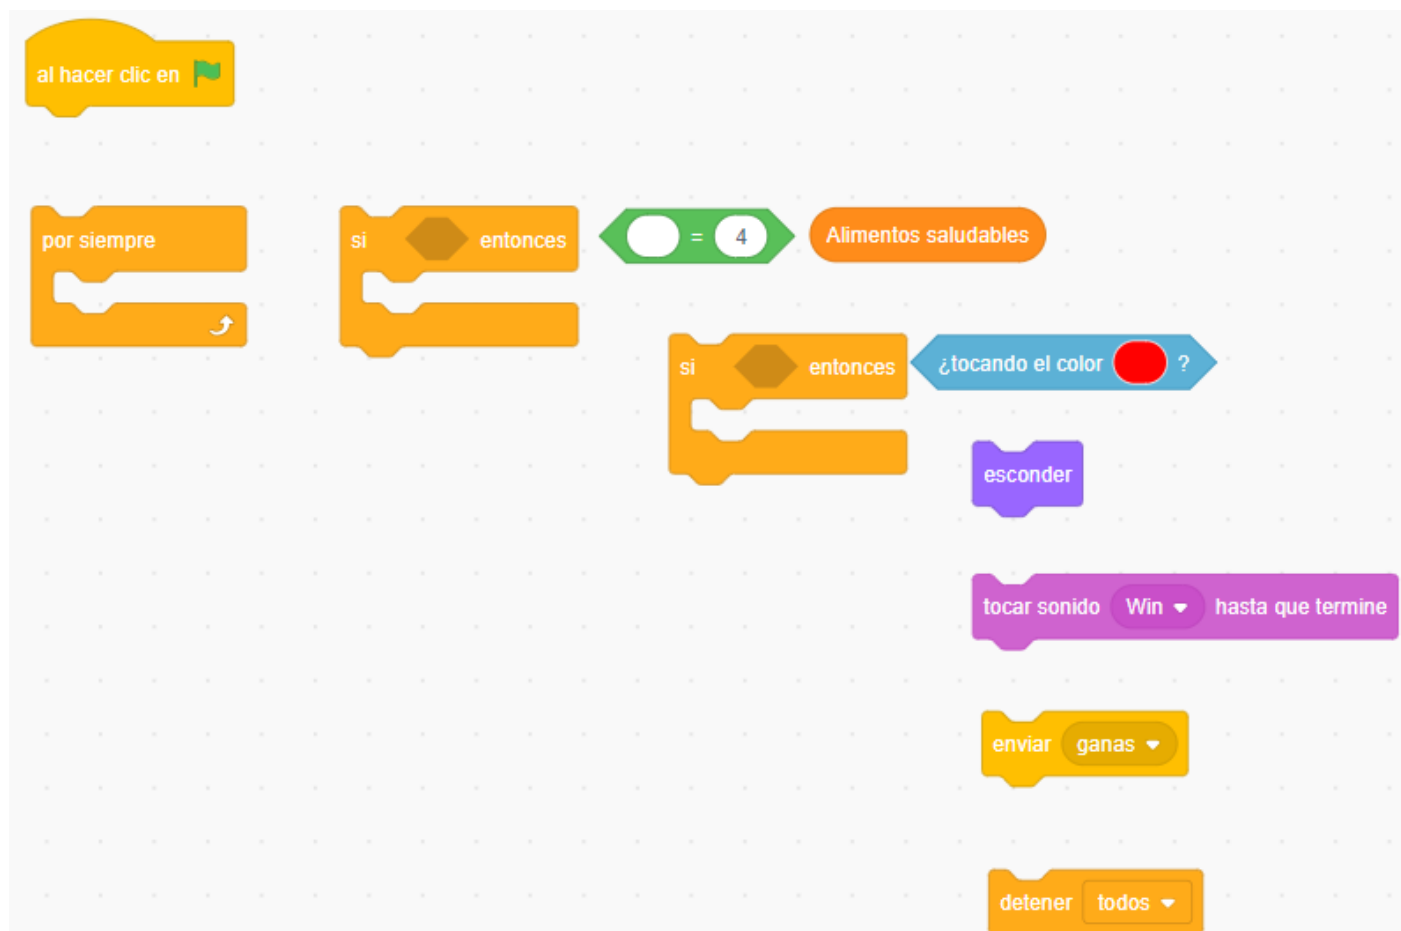 al hacer clic en
por siempre
si entonces
= 4
Alimentos saludables
si entonces
¿tocando el color ?
esconder
tocar sonido Win hasta que termine
enviar ganas
detener todos